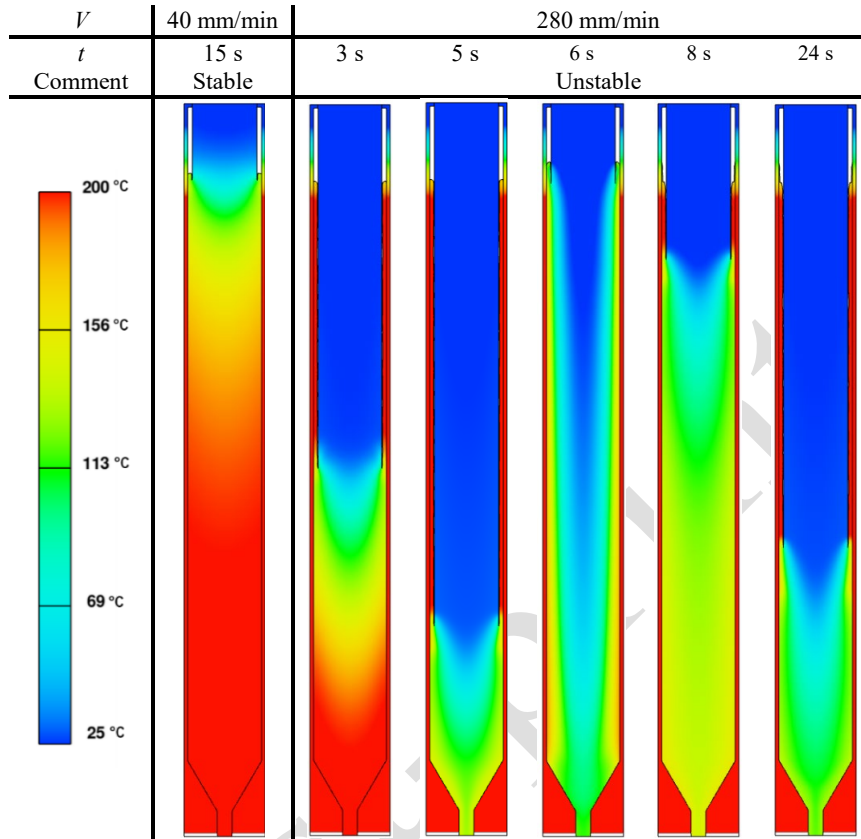 V 40 mm/min 280 mm/min
t 15 s 3 s 5 s 6 s 8 s 24 s
Comment Stable Unstable
200 °C
156 °C
113 °C
69 °C
25 °C